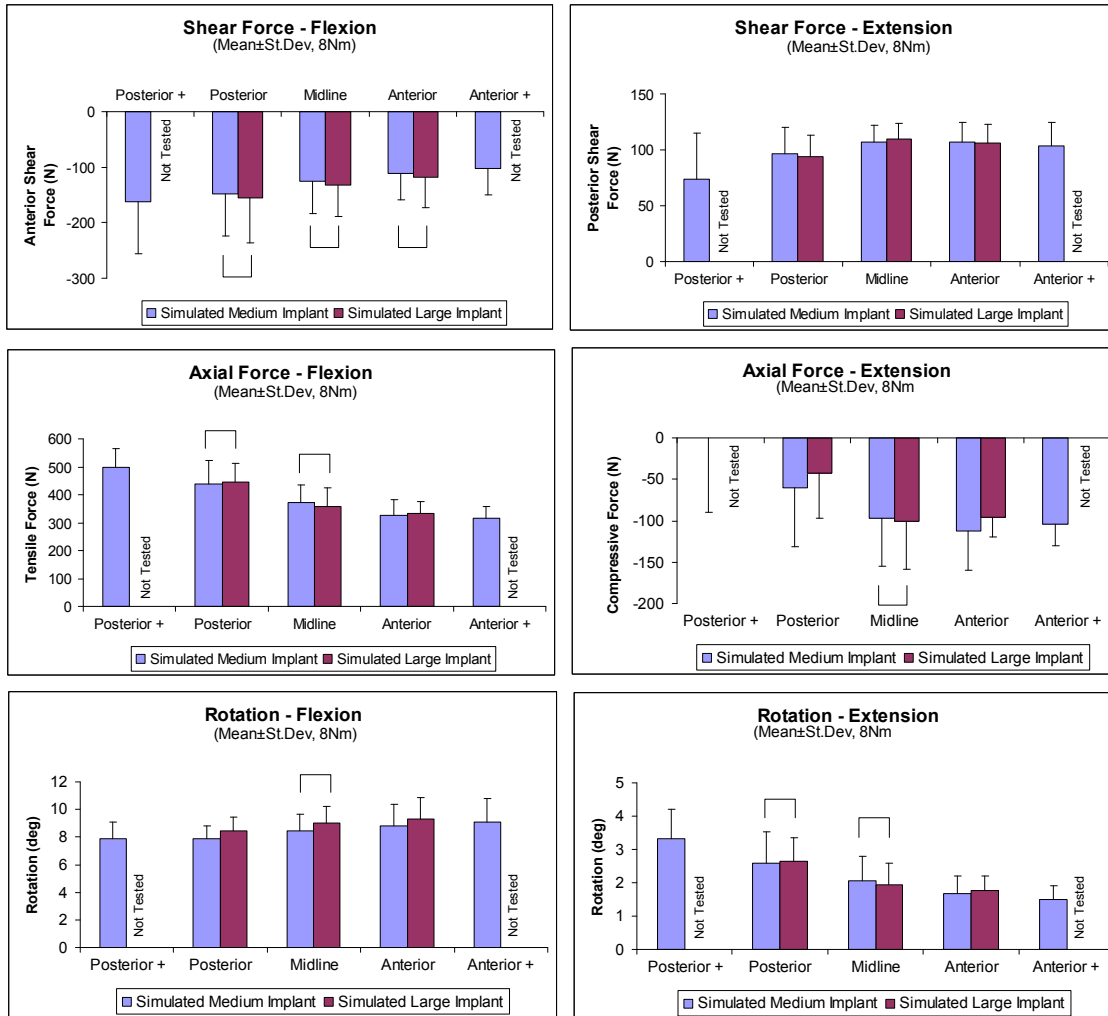 Shear Force - Flexion
(Mean±St.Dev, 8Nm)
Posterior + Posterior Midline Anterior Anterior +
0
-100
-200
-300
Anterior Shear
Force (N)
Not Tested
Not Tested
Simulated Medium Implant Simulated Large Implant
Shear Force - Extension
(Mean±St.Dev, 8Nm)
150
100
50
0
Posterior Shear
Force (N)
Not Tested
Not Tested
Posterior + Posterior Midline Anterior Anterior +
Simulated Medium Implant Simulated Large Implant
Axial Force - Flexion
(Mean±St.Dev, 8Nm)
600
500
400
300
200
100
0
Tensile Force (N)
Not Tested
Not Tested
Posterior + Posterior Midline Anterior Anterior +
Simulated Medium Implant Simulated Large Implant
Axial Force - Extension
(Mean±St.Dev, 8Nm
0
-50
-100
-150
-200
Compressive Force (N)
Not Tested
Not Tested
Posterior + Posterior Midline Anterior Anterior +
Simulated Medium Implant Simulated Large Implant
Rotation - Flexion
(Mean±St.Dev, 8Nm)
12
10
8
6
4
2
0
Rotation (deg)
Not Tested
Not Tested
Posterior + Posterior Midline Anterior Anterior +
Simulated Medium Implant Simulated Large Implant
Rotation - Extension
(Mean±St.Dev, 8Nm
5
4
3
2
1
0
Rotation (deg)
Not Tested
Not Tested
Posterior + Posterior Midline Anterior Anterior +
Simulated Medium Implant Simulated Large Implant